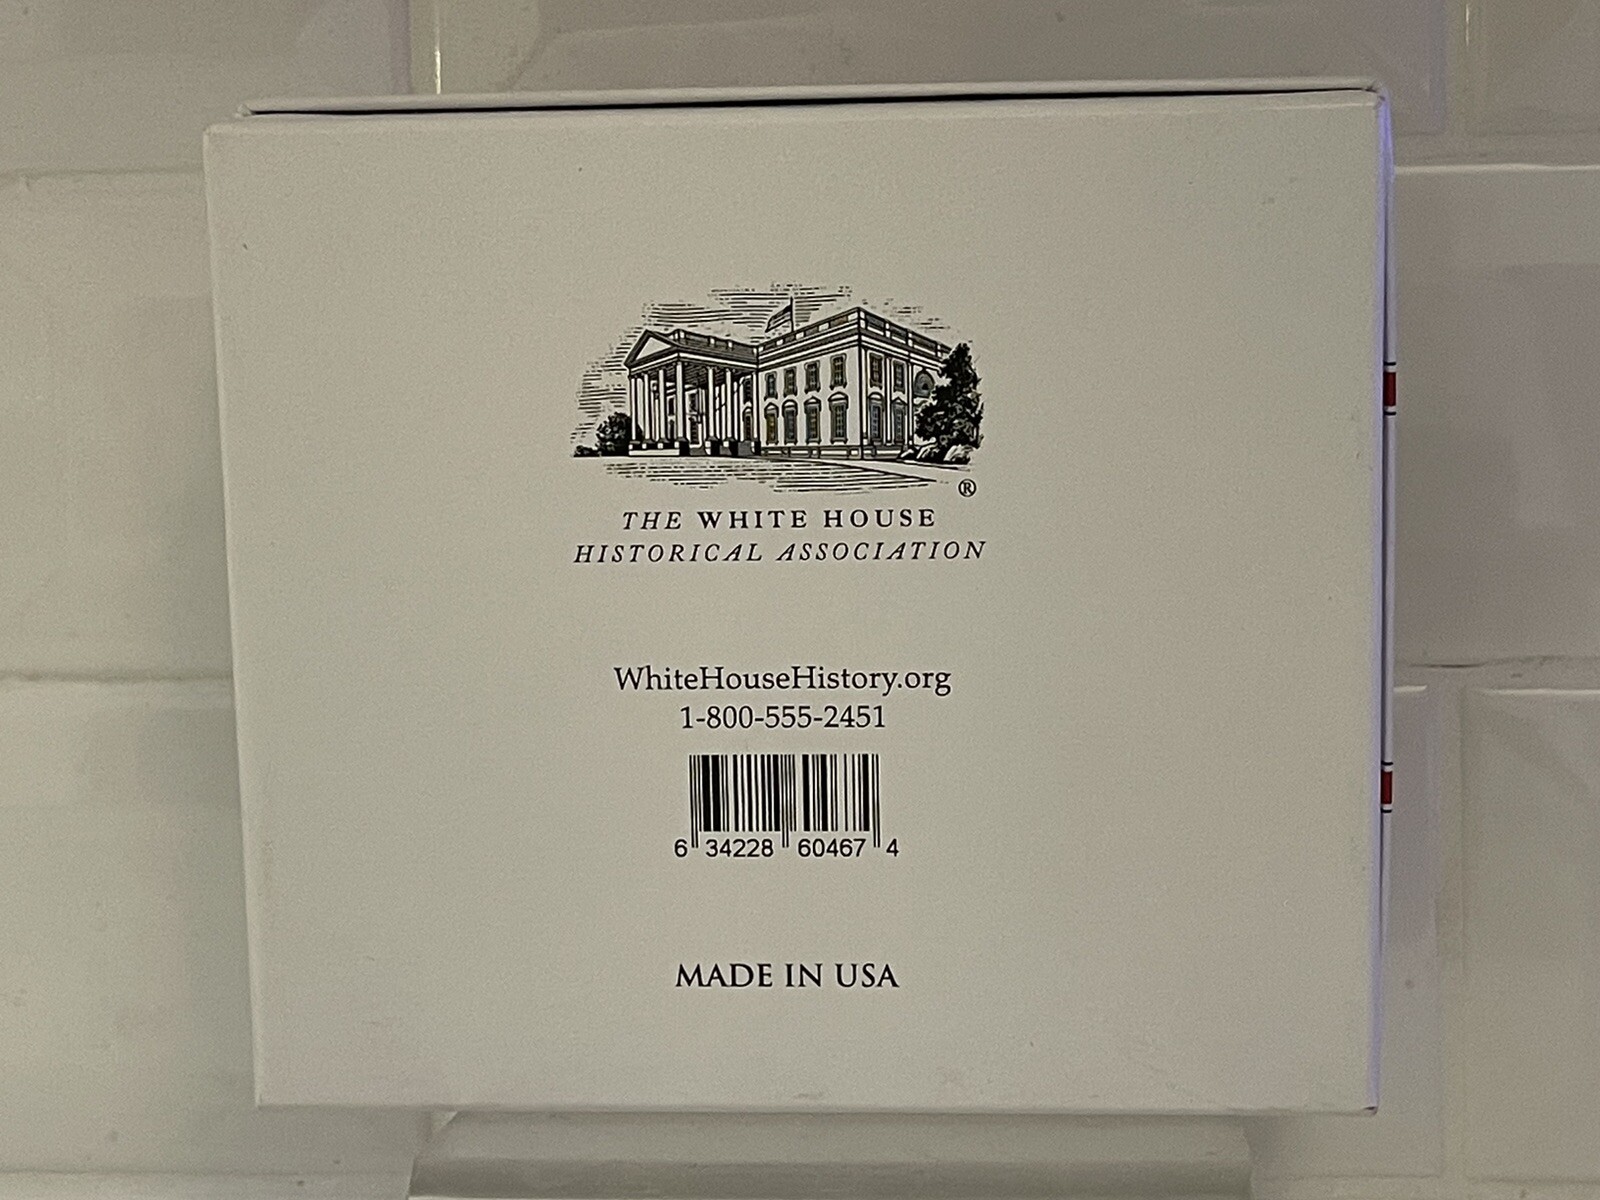 ®
THE WHITE HOUSE
HISTORICAL ASSOCIATION
WhiteHouseHistory.org
1-800-555-2451
6 34228 60467 4
MADE IN USA